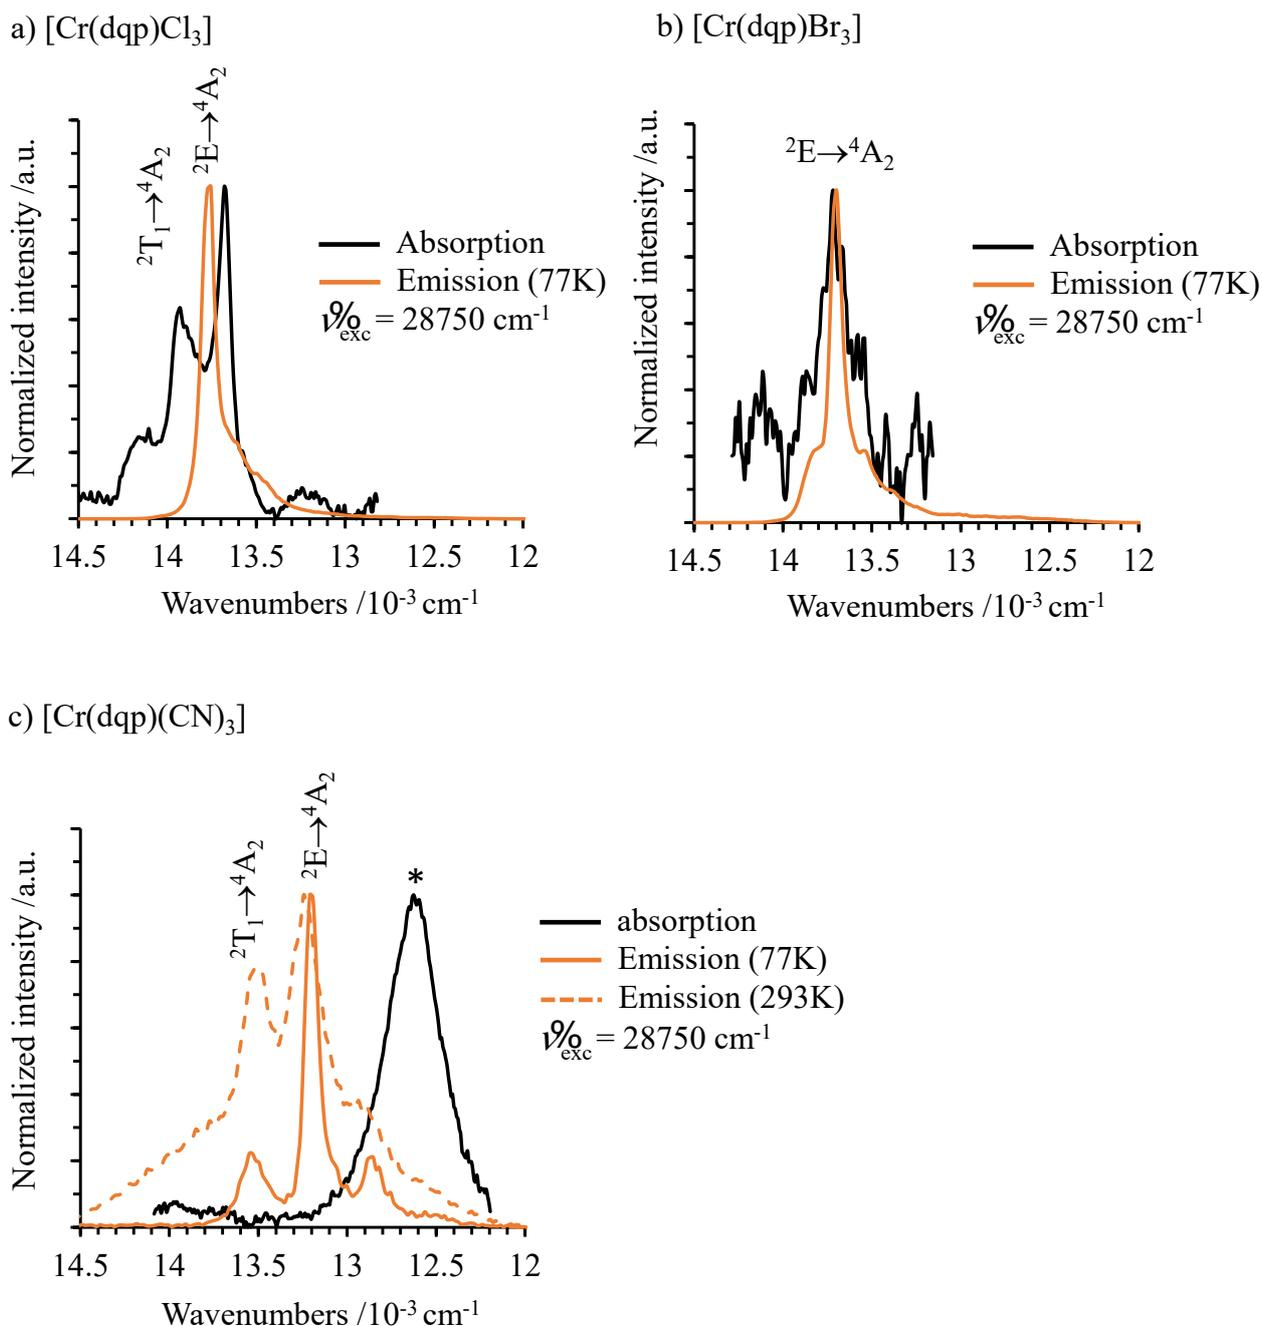 a) [Cr(dqp)Cl₃]
²T₁→⁴A₂
²E→⁴A₂
Normalized intensity /a.u.
Absorption
Emission (77K)
ν%exc = 28750 cm⁻¹
14.5 14 13.5 13 12.5 12
Wavenumbers /10⁻³ cm⁻¹
b) [Cr(dqp)Br₃]
²E→⁴A₂
Normalized intensity /a.u.
Absorption
Emission (77K)
ν%exc = 28750 cm⁻¹
14.5 14 13.5 13 12.5 12
Wavenumbers /10⁻³ cm⁻¹
c) [Cr(dqp)(CN)₃]
²T₁→⁴A₂
²E→⁴A₂
*
Normalized intensity /a.u.
absorption
Emission (77K)
Emission (293K)
ν%exc = 28750 cm⁻¹
14.5 14 13.5 13 12.5 12
Wavenumbers /10⁻³ cm⁻¹